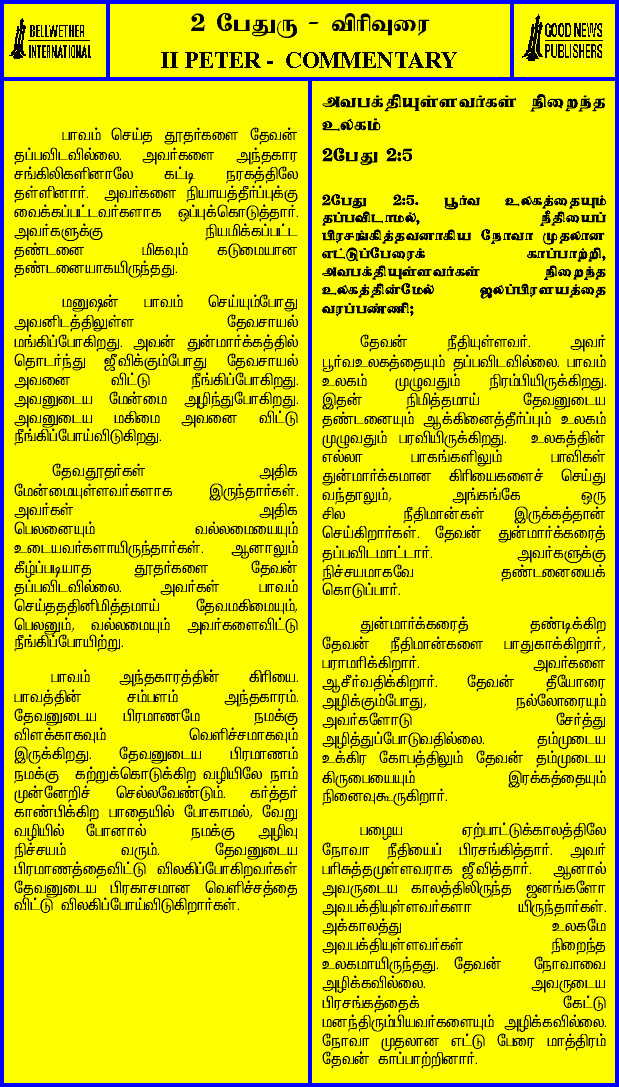 BELLWETHER
INTERNATIONAL
2 பேதுரு - விரிவுரை
II PETER - COMMENTARY
GOOD NEWS
PUBLISHERS
பாவம் செய்த தூதர்களை தேவன்
தப்பவிடவில்லை. அவர்களை அந்தகார
சங்கிலிகளினாலே கட்டி நரகத்திலே
தள்ளினார். அவர்களை நியாயத்தீர்ப்புக்கு
வைக்கப்பட்டவர்களாக ஒப்புக்கொடுத்தார்.
அவர்களுக்கு நியமிக்கப்பட்ட
தண்டனை மிகவும் கடுமையான
தண்டனையாகயிருந்தது.
மனுஷன் பாவம் செய்யும்போது
அவனிடத்திலுள்ள தேவசாயல்
மங்கிப்போகிறது. அவன் துன்மார்க்கத்தில்
தொடர்ந்து ஜீவிக்கும்போது தேவசாயல்
அவனை விட்டு நீங்கிப்போகிறது.
அவனுடைய மேன்மை அழிந்துபோகிறது.
அவனுடைய மகிமை அவனை விட்டு
நீங்கிப்போய்விடுகிறது.
தேவதூதர்கள் அதிக
மேன்மையுள்ளவர்களாக இருந்தார்கள்.
அவர்கள் அதிக
பெலனையும் வல்லமையையும்
உடையவர்களாயிருந்தார்கள். ஆனாலும்
கீழ்ப்படியாத தூதர்களை தேவன்
தப்பவிடவில்லை. அவர்கள் பாவம்
செய்தததினிமித்தமாய் தேவமகிமையும்,
பெலனும், வல்லமையும் அவர்களைவிட்டு
நீங்கிப்போயிற்று.
பாவம் அந்தகாரத்தின் கிரியை.
பாவத்தின் சம்பளம் அந்தகாரம்.
தேவனுடைய பிரமாணமே நமக்கு
விளக்காகவும் வெளிச்சமாகவும்
இருக்கிறது. தேவனுடைய பிரமாணம்
நமக்கு கற்றுக்கொடுக்கிற வழியிலே நாம்
முன்னேறிச் செல்லவேண்டும். கர்த்தர்
காண்பிக்கிற பாதையில் போகாமல், வேறு
வழியில் போனால் நமக்கு அழிவு
நிச்சயம் வரும். தேவனுடைய
பிரமாணத்தைவிட்டு விலகிப்போகிறவர்கள்
தேவனுடைய பிரகாசமான வெளிச்சத்தை
விட்டு விலகிப்போய்விடுகிறார்கள்.
அவபக்தியுள்ளவர்கள் நிறைந்த
உலகம்
2பேது 2:5
2பேது 2:5. பூர்வ உலகத்தையும்
தப்பவிடாமல், நீதியைப்
பிரசங்கித்தவனாகிய நோவா முதலான
எட்டுப்பேரைக் காப்பாற்றி,
அவபக்தியுள்ளவர்கள் நிறைந்த
உலகத்தின்மேல் ஜலப்பிரளயத்தை
வரப்பண்ணி;
தேவன் நீதியுள்ளவர். அவர்
பூர்வஉலகத்தையும் தப்பவிடவில்லை. பாவம்
உலகம் முழுவதும் நிரம்பியிருக்கிறது.
இதன் நிமித்தமாய் தேவனுடைய
தண்டனையும் ஆக்கினைத்தீர்ப்பும் உலகம்
முழுவதும் பரவியிருக்கிறது. உலகத்தின்
எல்லா பாகங்களிலும் பாவிகள்
துன்மார்க்கமான கிரியைகளைச் செய்து
வந்தாலும், அங்கங்கே ஒரு
சில நீதிமான்கள் இருக்கத்தான்
செய்கிறார்கள். தேவன் துன்மார்க்கரைத்
தப்பவிடமாட்டார். அவர்களுக்கு
நிச்சயமாகவே தண்டனையைக்
கொடுப்பார்.
துன்மார்க்கரைத் தண்டிக்கிற
தேவன் நீதிமான்களை பாதுகாக்கிறார்,
பராமரிக்கிறார். அவர்களை
ஆசீர்வதிக்கிறார். தேவன் தீயோரை
அழிக்கும்போது, நல்லோரையும்
அவர்களோடு சேர்த்து
அழித்துப்போடுவதில்லை. தம்முடைய
உக்கிர கோபத்திலும் தேவன் தம்முடைய
கிருபையையும் இரக்கத்தையும்
நினைவுகூருகிறார்.
பழைய ஏற்பாட்டுக்காலத்திலே
நோவா நீதியைப் பிரசங்கித்தார். அவர்
பரிசுத்தமுள்ளவராக ஜீவித்தார். ஆனால்
அவருடைய காலத்திலிருந்த ஜனங்களோ
அவபக்தியுள்ளவர்களா யிருந்தார்கள்.
அக்காலத்து உலகமே
அவபக்தியுள்ளவர்கள் நிறைந்த
உலகமாயிருந்தது. தேவன் நோவாவை
அழிக்கவில்லை. அவருடைய
பிரசங்கத்தைக் கேட்டு
மனந்திரும்பியவர்களையும் அழிக்கவில்லை.
நோவா முதலான எட்டு பேரை மாத்திரம்
தேவன் காப்பாற்றினார்.